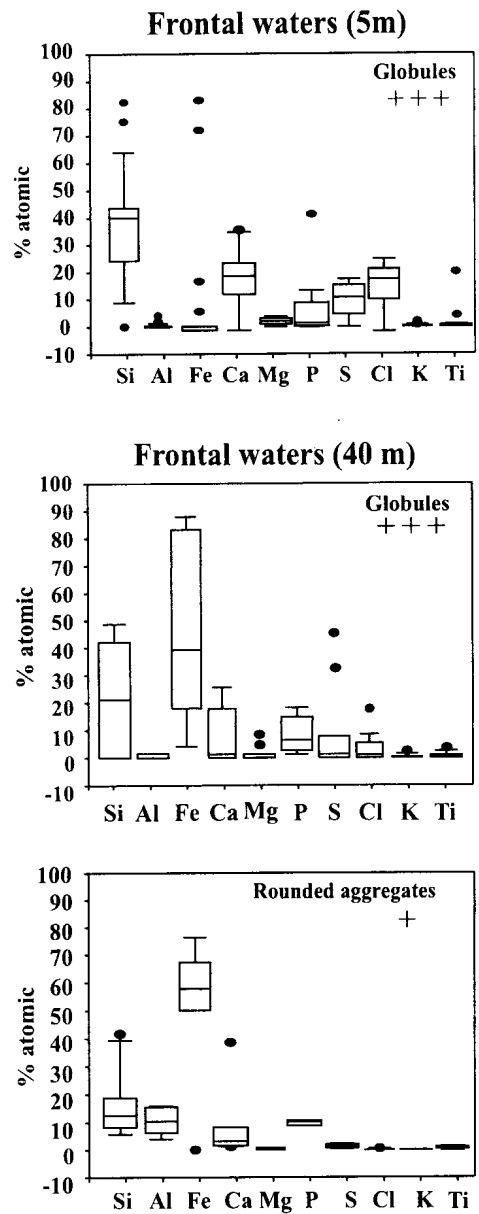 Frontal waters (5m)
100
Globules
90
+ + +
80
70
60
50
40
30
20
10
0
-10
% atomic
Si Al Fe Ca Mg P S Cl K Ti
Frontal waters (40 m)
100
Globules
90
+ + +
80
70
60
50
40
30
20
10
0
-10
% atomic
Si Al Fe Ca Mg P S Cl K Ti
100
Rounded aggregates
90
+
80
70
60
50
40
30
20
10
0
-10
% atomic
Si Al Fe Ca Mg P S Cl K Ti